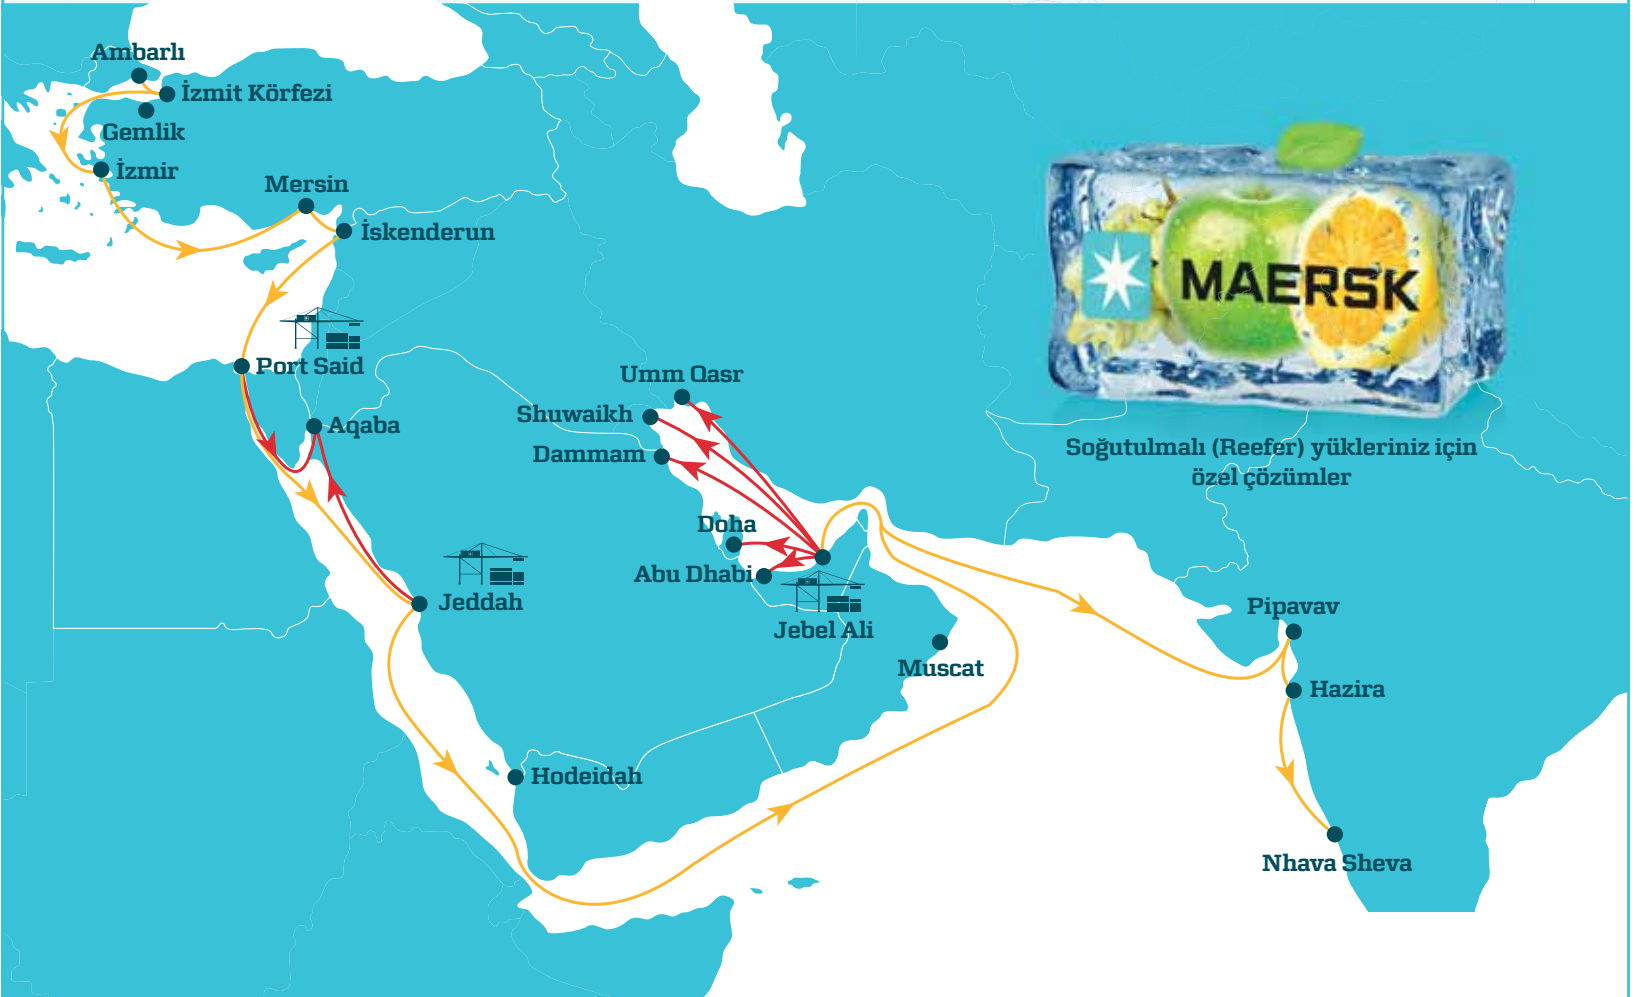 Ambarlı
İzmit Körfezi
Gemlik
İzmir
Mersin
İskenderun
MAERSK
Port Said
Umm Qasr
Shuwaikh
Aqaba
Dammam
Soğutulmalı (Reefer) yükleriniz için
özel çözümler
Doha
Abu Dhabi
Jeddah
Jebel Ali
Pipavav
Muscat
Hazira
Hodeidah
Nhava Sheva